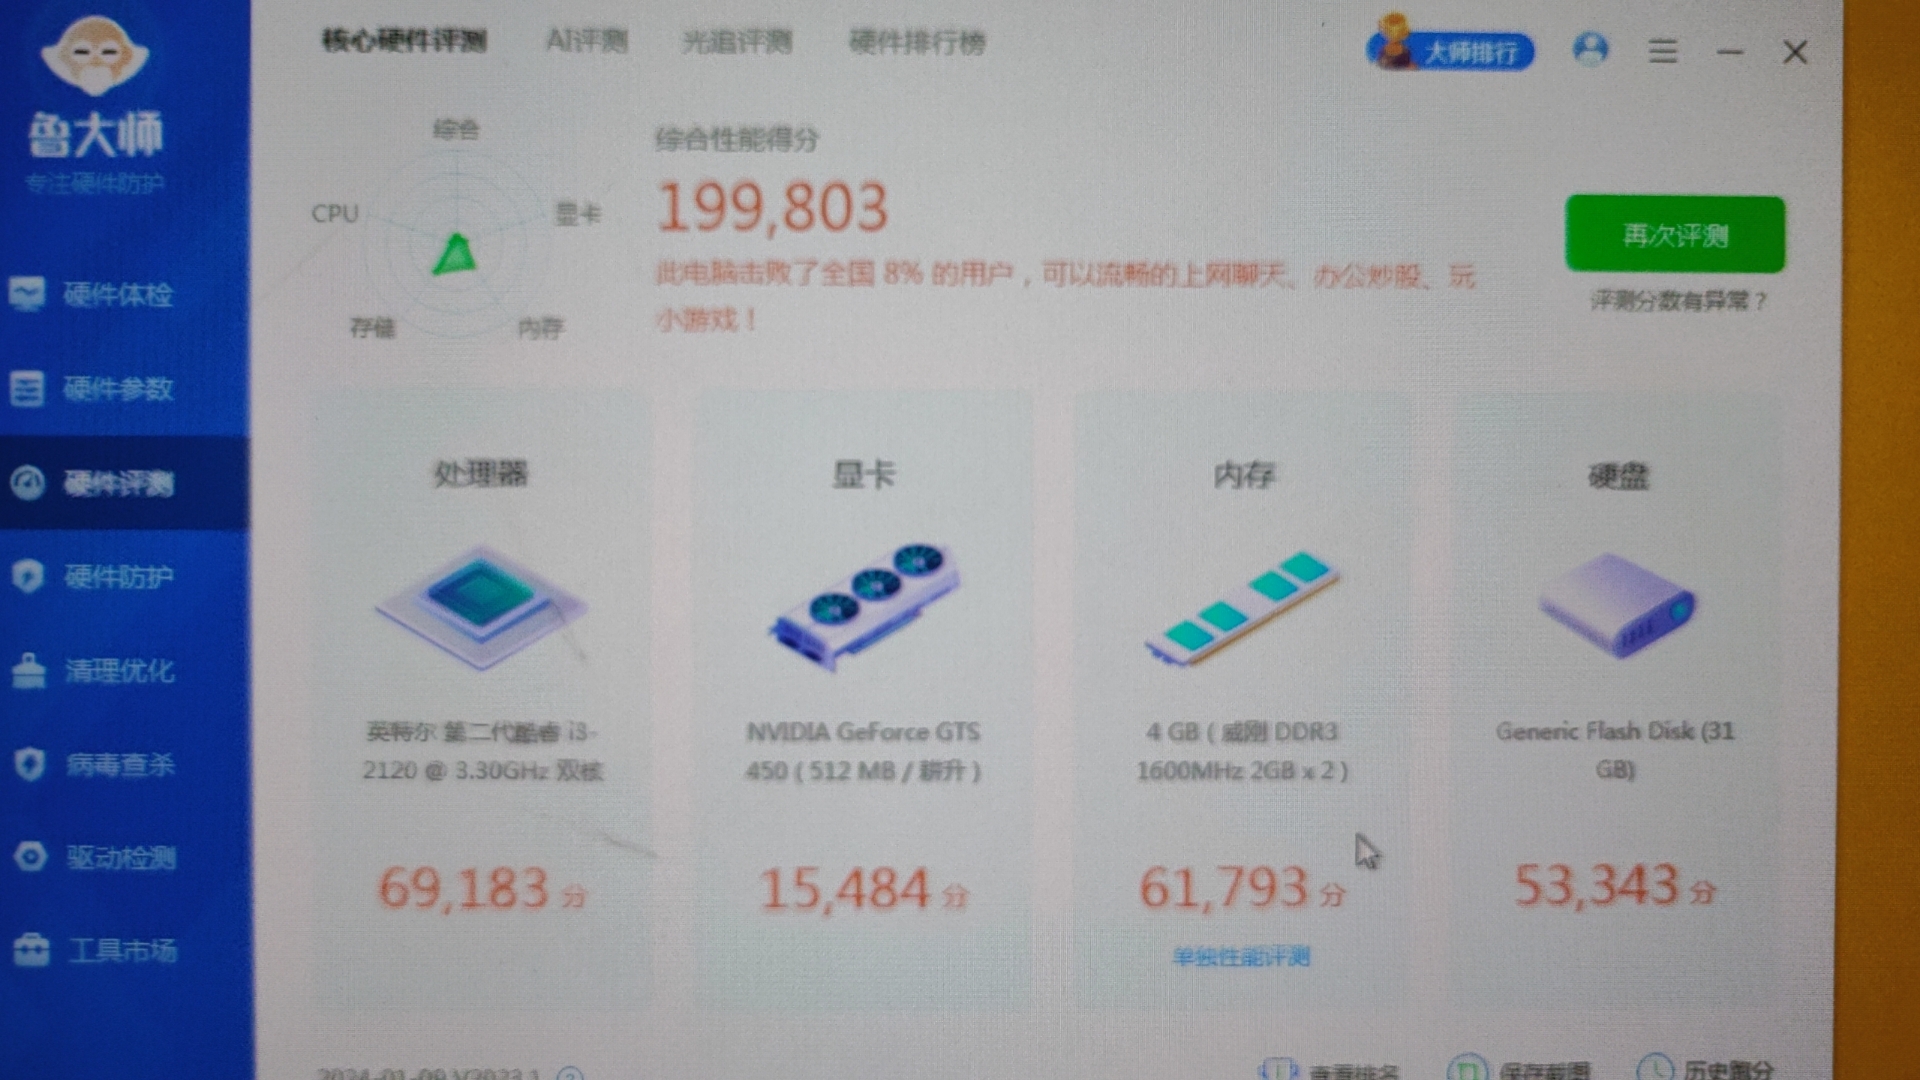 核心硬件评测 AI评测 光追评测 硬件排行榜 大师排行
鲁大师
专注硬件防护
硬件体检
硬件参数
硬件评测
硬件防护
清理优化
病毒查杀
驱动检测
工具市场
综合
CPU 显卡
存储 内存
综合性能得分
199,803
此电脑击败了全国 8% 的用户，可以流畅的上网聊天、办公炒股、玩
小游戏！
再次评测
评测分数有异常？
处理器
英特尔 第二代酷睿 i3-
2120 @ 3.30GHz 双核
69,183 分
显卡
NVIDIA GeForce GTS
450 ( 512 MB / 耕升 )
15,484 分
内存
4 GB ( 威刚 DDR3
1600MHz 2GB x 2 )
61,793 分
单独性能评测
硬盘
Generic Flash Disk (31
GB)
53,343 分
2024-01-09 V2023.1 查看排名 保存截图 历史跑分